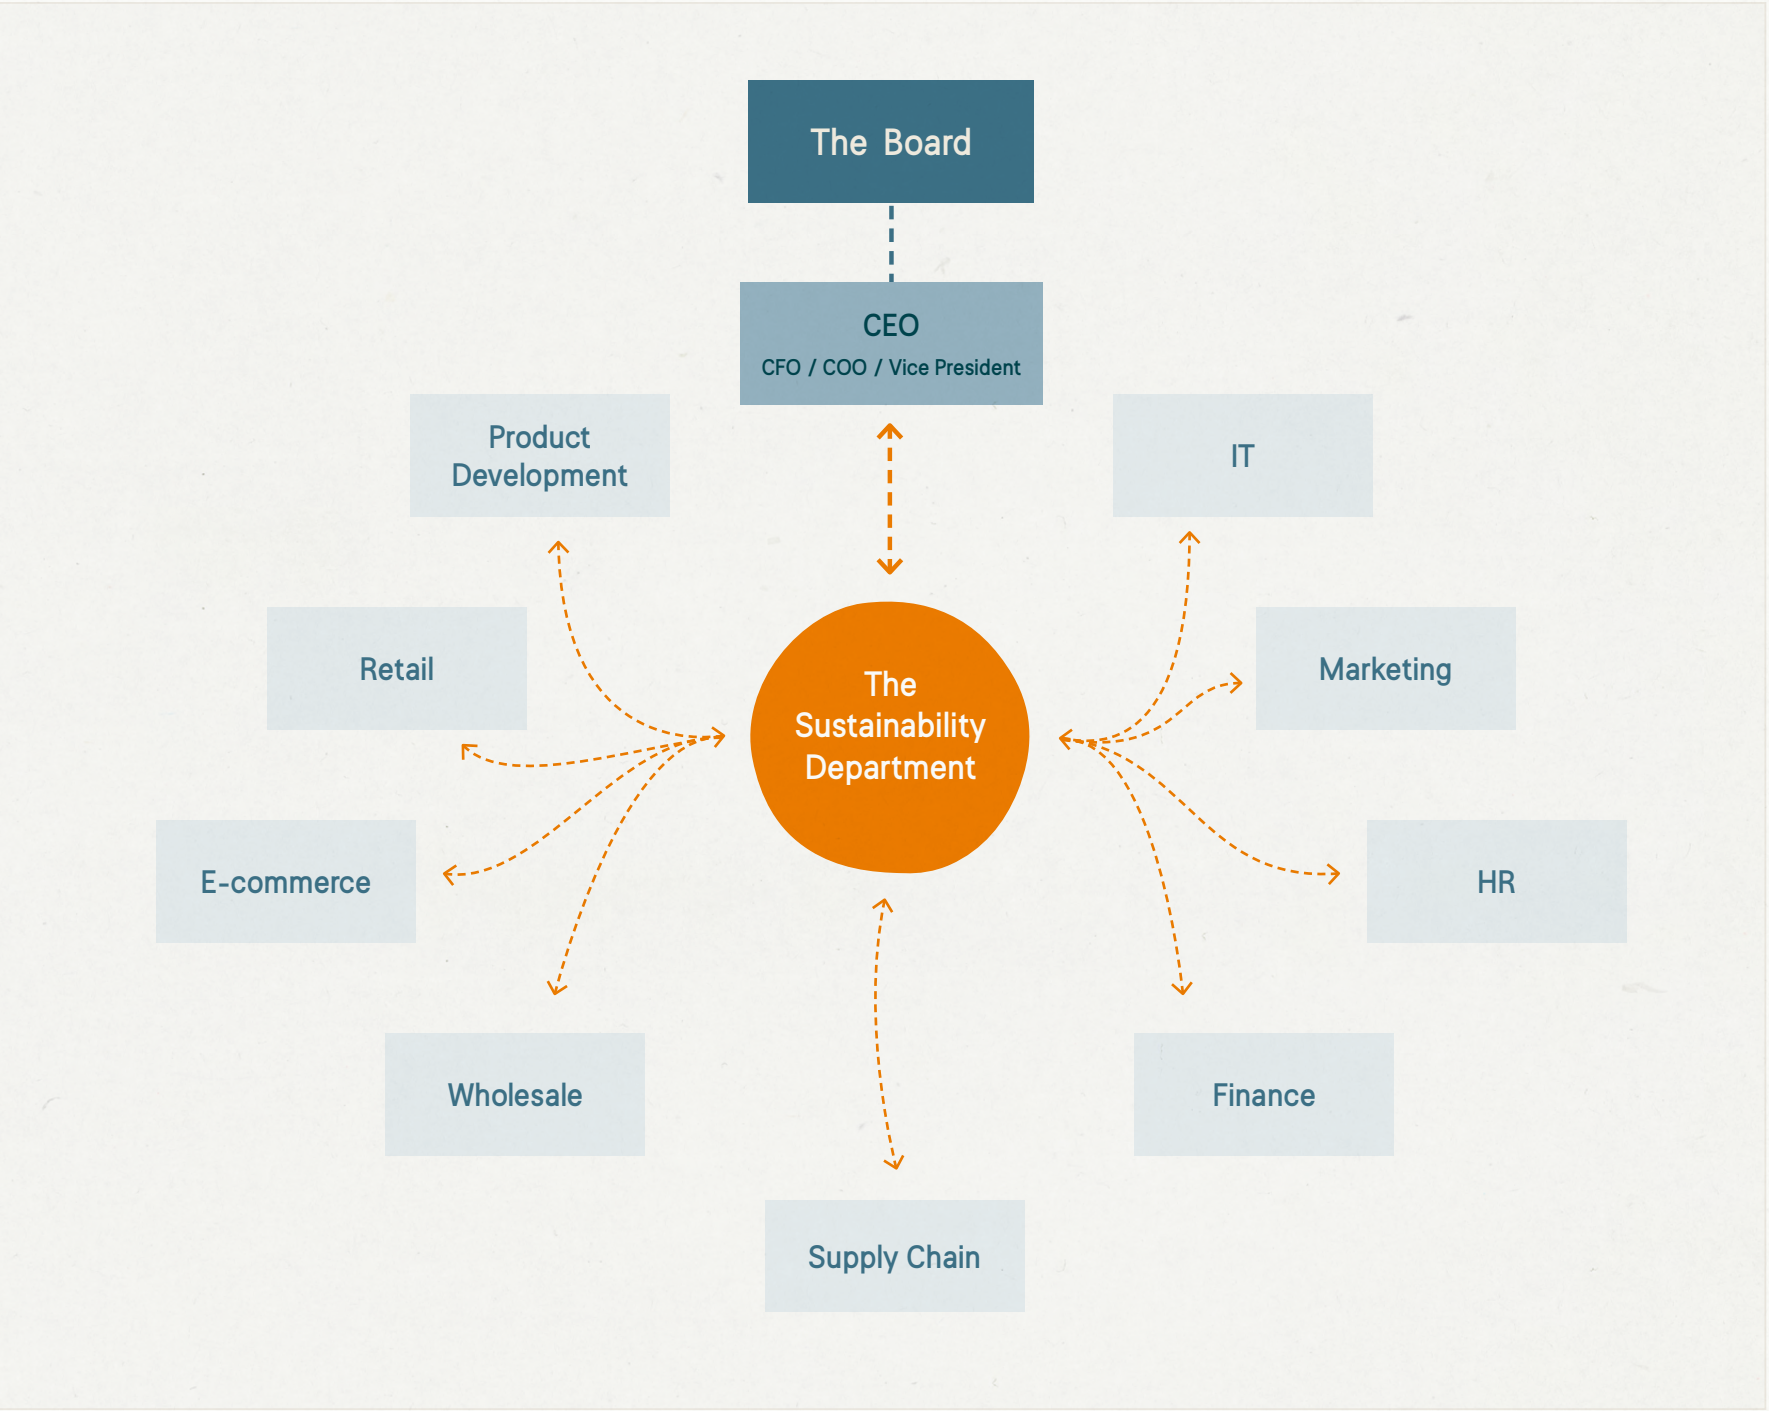 The Board
CEO
CFO / COO / Vice President
Product
Development
IT
Retail
Marketing
The
Sustainability
Department
E-commerce
HR
Wholesale
Finance
Supply Chain